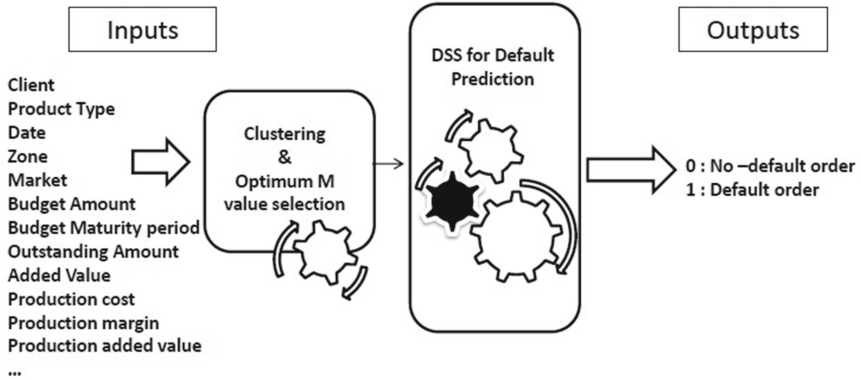 Inputs
Client
Product Type
Date
Zone
Market
Budget Amount
Budget Maturity period
Outstanding Amount
Added Value
Production cost
Production margin
Production added value
...
Clustering
&
Optimum M
value selection
DSS for Default
Prediction
Outputs
0 : No –default order
1 : Default order